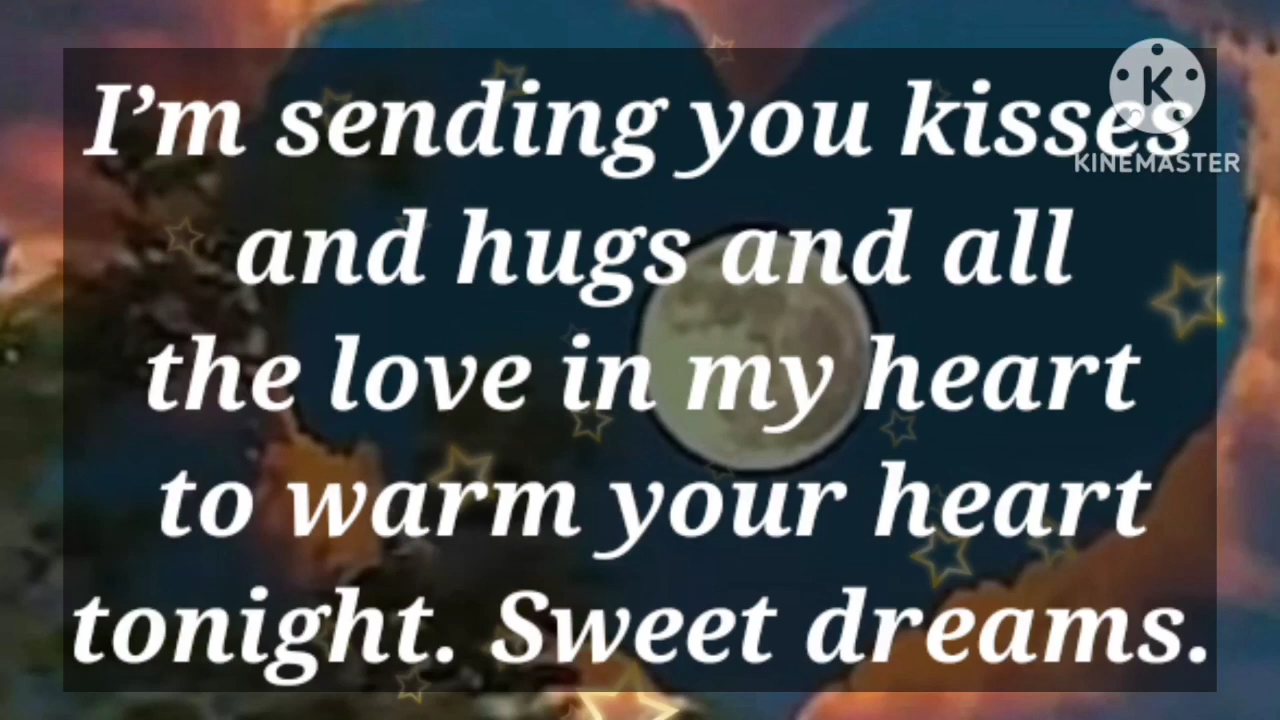 I’m sending you kisses
and hugs and all
the love in my heart
to warm your heart
tonight. Sweet dreams.
K
KINEMASTER